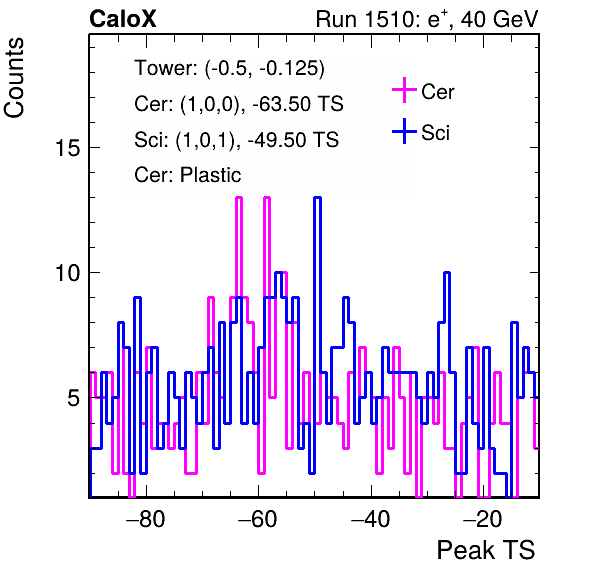 CaloX Run 1510: e⁺, 40 GeV
Counts
Tower: (-0.5, -0.125)
Cer: (1,0,0), -63.50 TS
Sci: (1,0,1), -49.50 TS
Cer: Plastic
Cer
Sci
15
10
5
−80 −60 −40 −20
Peak TS